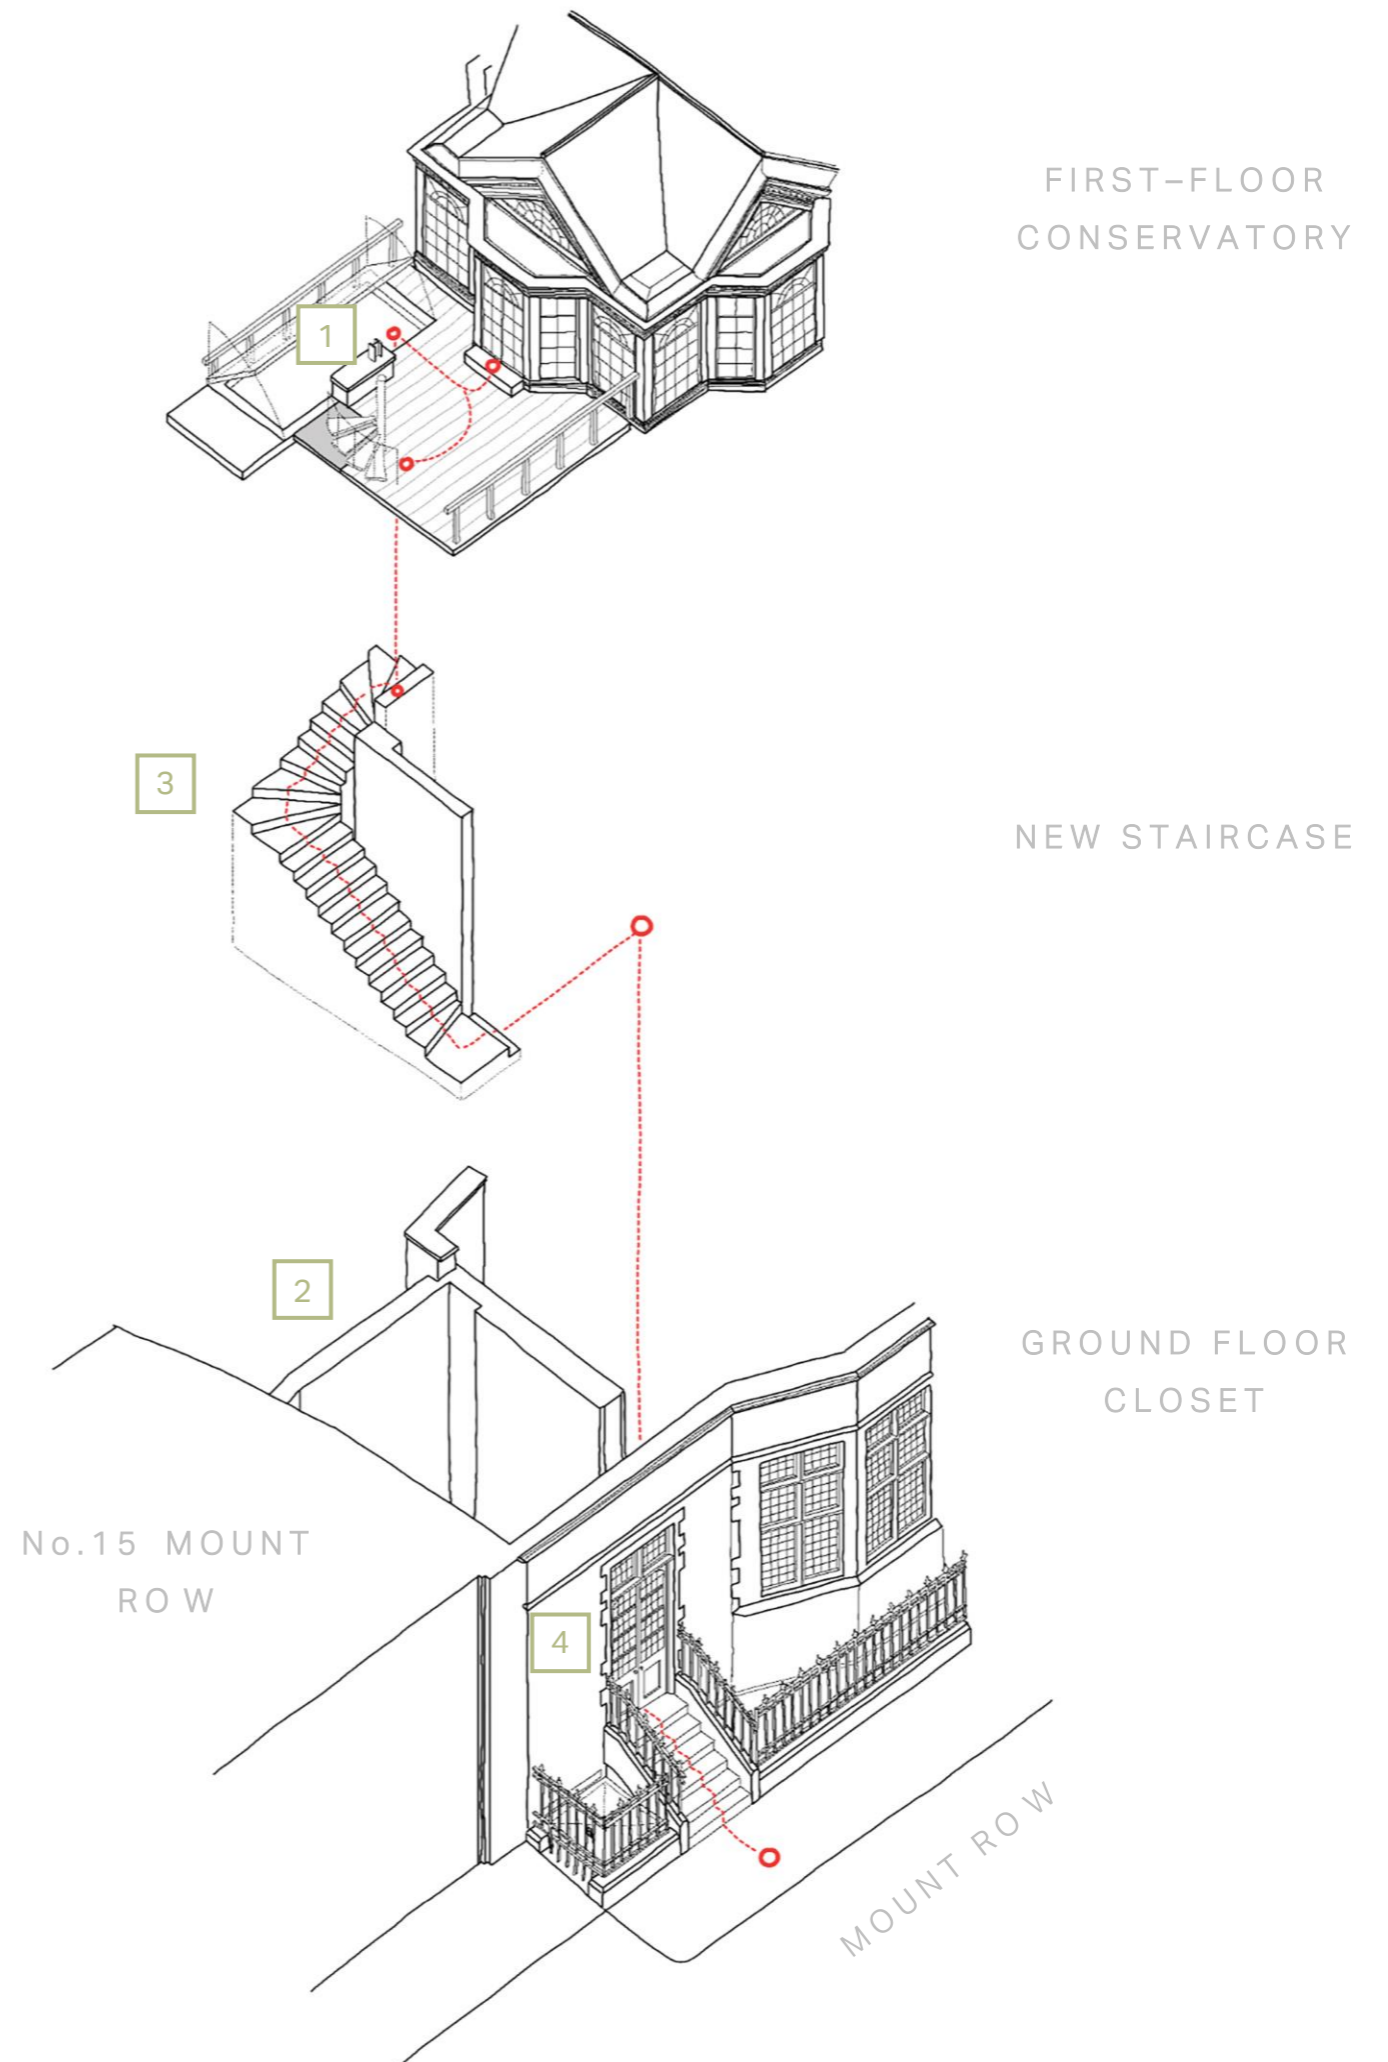 FIRST–FLOOR
CONSERVATORY
1
3
NEW STAIRCASE
2
GROUND FLOOR
CLOSET
No.15 MOUNT
ROW
4
MOUNT ROW